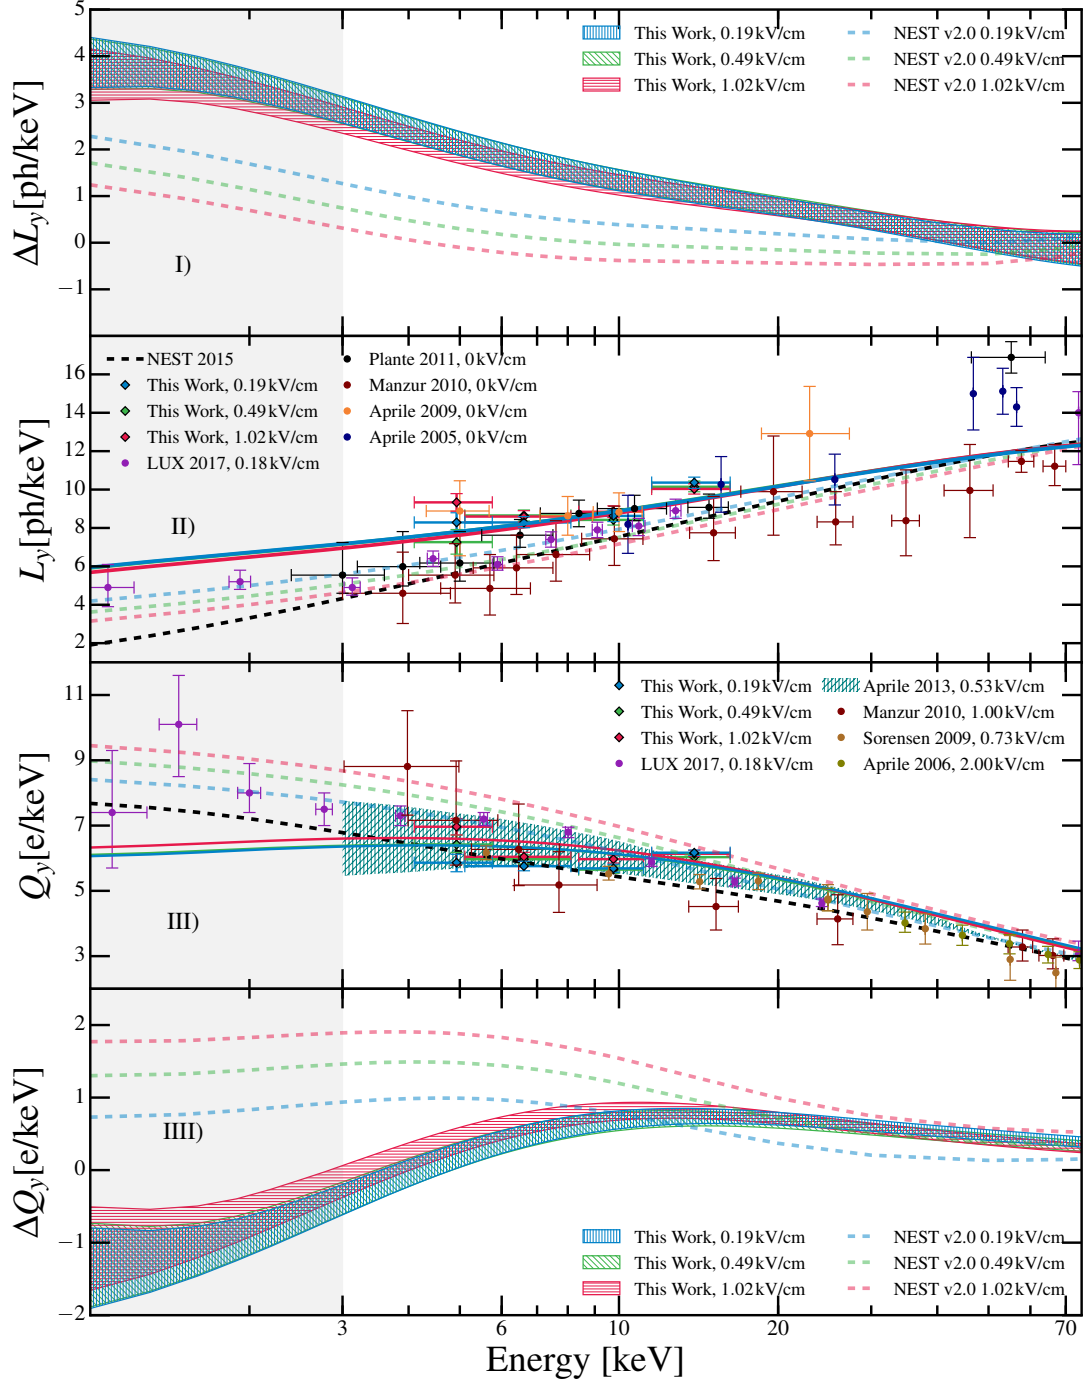 5
4
3
2
1
0
−1
ΔL_y [ph/keV]
This Work, 0.19kV/cm
This Work, 0.49kV/cm
This Work, 1.02kV/cm
NEST v2.0 0.19kV/cm
NEST v2.0 0.49kV/cm
NEST v2.0 1.02kV/cm
I)
16
14
12
10
8
6
4
2
L_y [ph/keV]
NEST 2015
This Work, 0.19kV/cm
This Work, 0.49kV/cm
This Work, 1.02kV/cm
LUX 2017, 0.18kV/cm
Plante 2011, 0kV/cm
Manzur 2010, 0kV/cm
Aprile 2009, 0kV/cm
Aprile 2005, 0kV/cm
II)
11
9
7
5
3
Q_y [e/keV]
This Work, 0.19kV/cm
This Work, 0.49kV/cm
This Work, 1.02kV/cm
LUX 2017, 0.18kV/cm
Aprile 2013, 0.53kV/cm
Manzur 2010, 1.00kV/cm
Sorensen 2009, 0.73kV/cm
Aprile 2006, 2.00kV/cm
III)
2
1
0
−1
−2
ΔQ_y [e/keV]
IIII)
This Work, 0.19kV/cm
This Work, 0.49kV/cm
This Work, 1.02kV/cm
NEST v2.0 0.19kV/cm
NEST v2.0 0.49kV/cm
NEST v2.0 1.02kV/cm
3 6 10 20 70
Energy [keV]